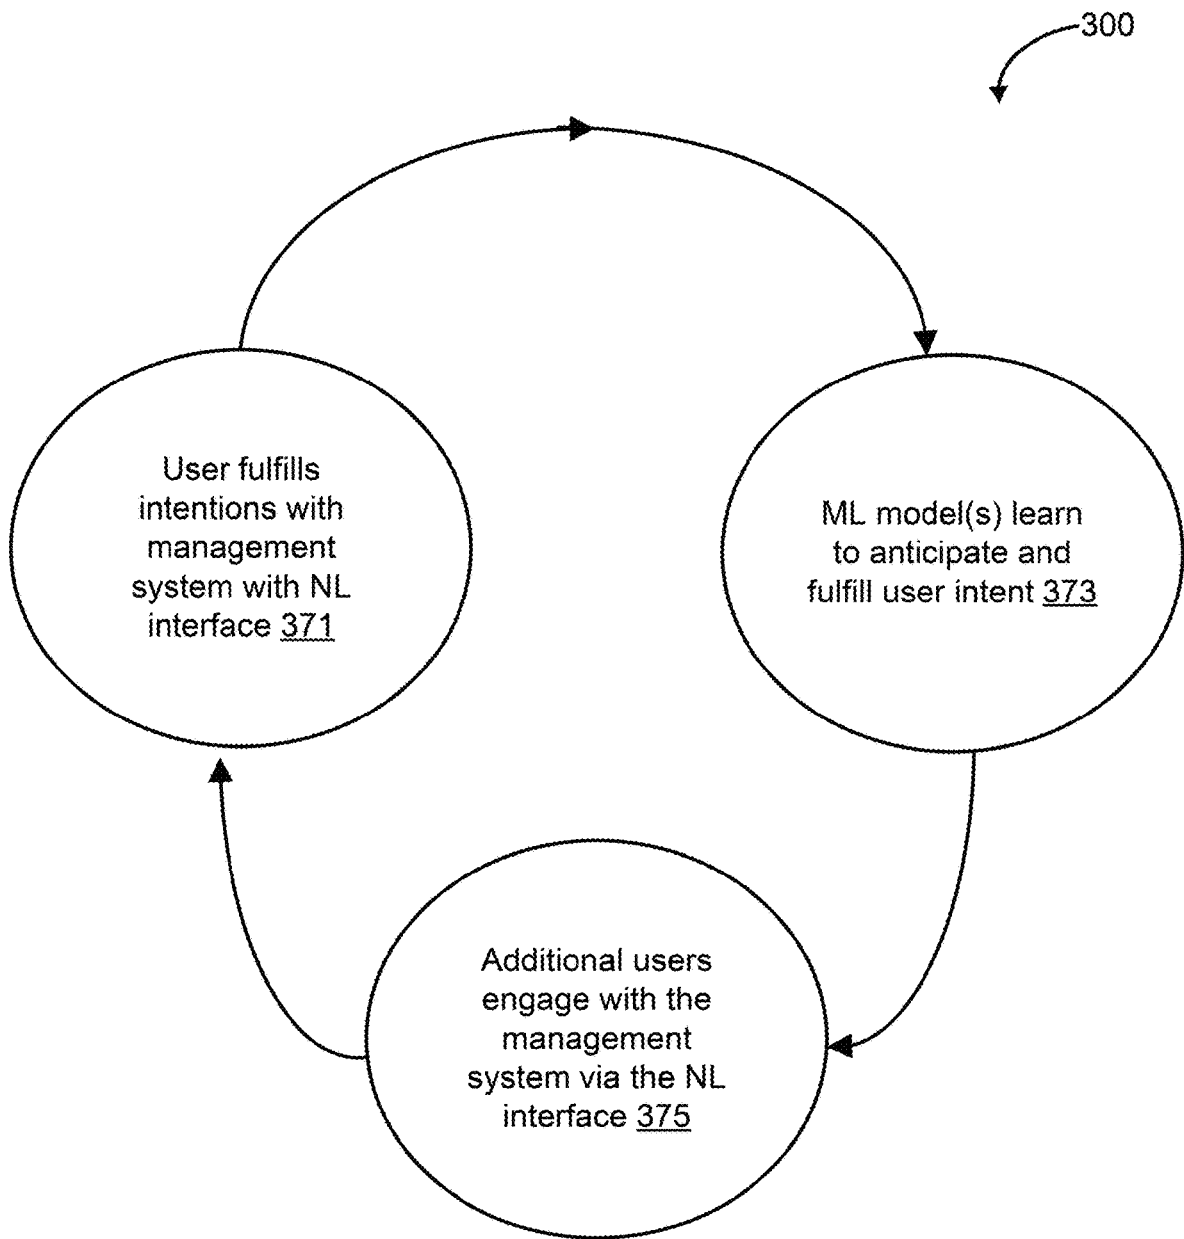 300
User fulfills
intentions with
management
system with NL
interface 371
ML model(s) learn
to anticipate and
fulfill user intent 373
Additional users
engage with the
management
system via the NL
interface 375